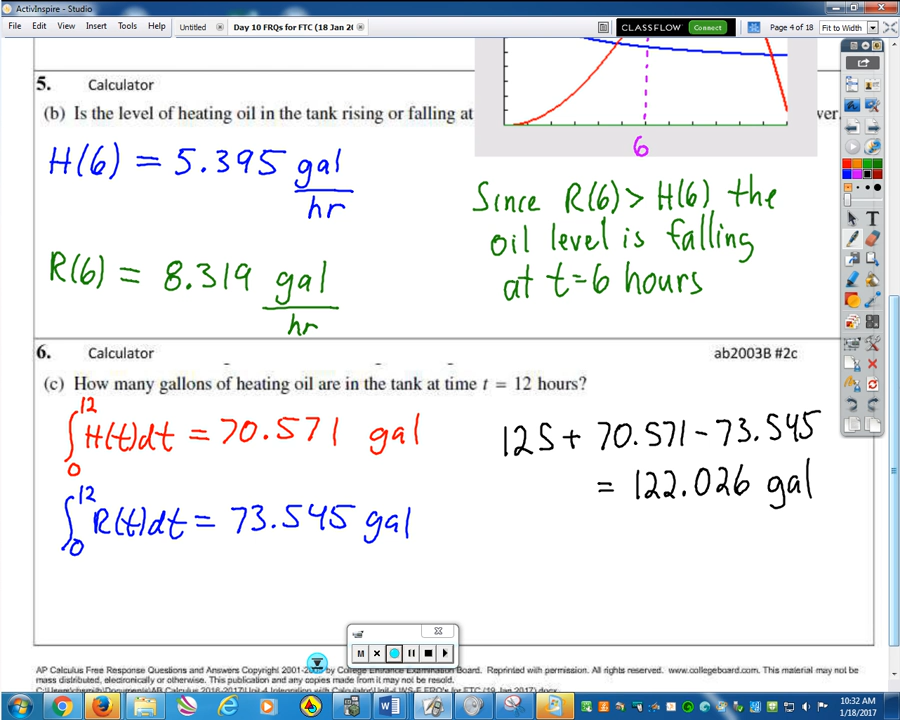 ActivInspire - Studio
File Edit View Insert Tools Help
Untitled Day 10 FRQs for FTC (18 Jan 20
CLASSFLOW Connect Page 4 of 18 Fit to Width
5. Calculator
(b) Is the level of heating oil in the tank rising or falling at
ver.
6
H(6) = 5.395 gal
hr
Since R(6) > H(6) the
oil level is falling
at t=6 hours
R(6) = 8.319 gal
hr
6. Calculator ab2003B #2c
(c) How many gallons of heating oil are in the tank at time t = 12 hours?
∫₀¹² H(t)dt = 70.571 gal
125 + 70.571 - 73.545
= 122.026 gal
∫₀¹² R(t)dt = 73.545 gal
AP Calculus Free Response Questions and Answers Copyright 2001-20 by College Entrance Examination Board. Reprinted with permission. All rights reserved. www.collegeboard.com. This material may not be
mass distributed, electronically or otherwise. This publication and any copies made from it may not be resold.
10:32 AM
1/18/2017